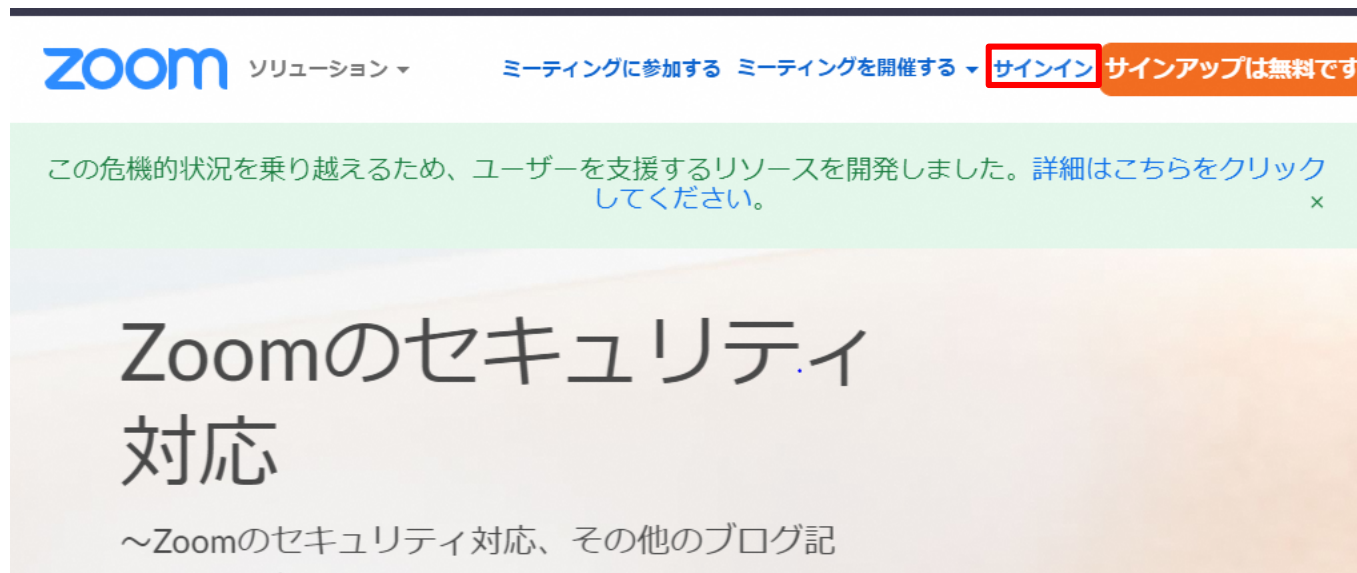 zoom ソリューション ミーティングに参加する ミーティングを開催する サインイン サインアップは無料です
この危機的状況を乗り越えるため、ユーザーを支援するリソースを開発しました。詳細はこちらをクリック
してください。
×
Zoomのセキュリティ
対応
～Zoomのセキュリティ対応、その他のブログ記